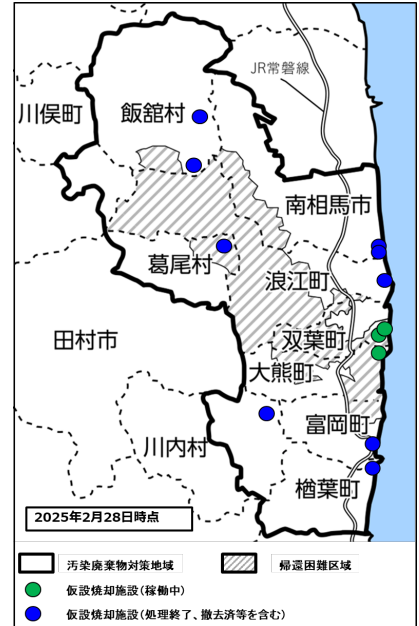 JR常磐線
川俣町
飯舘村
南相馬市
葛尾村
浪江町
田村市
双葉町
大熊町
富岡町
川内村
楢葉町
2025年2月28日時点
汚染廃棄物対策地域
帰還困難区域
仮設焼却施設(稼働中)
仮設焼却施設(処理終了、撤去済等を含む)